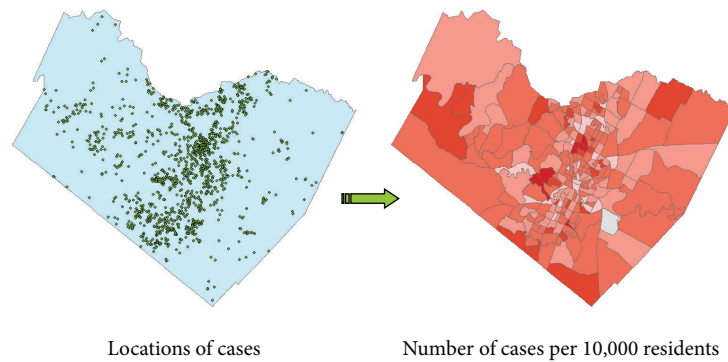 Locations of cases
Number of cases per 10,000 residents